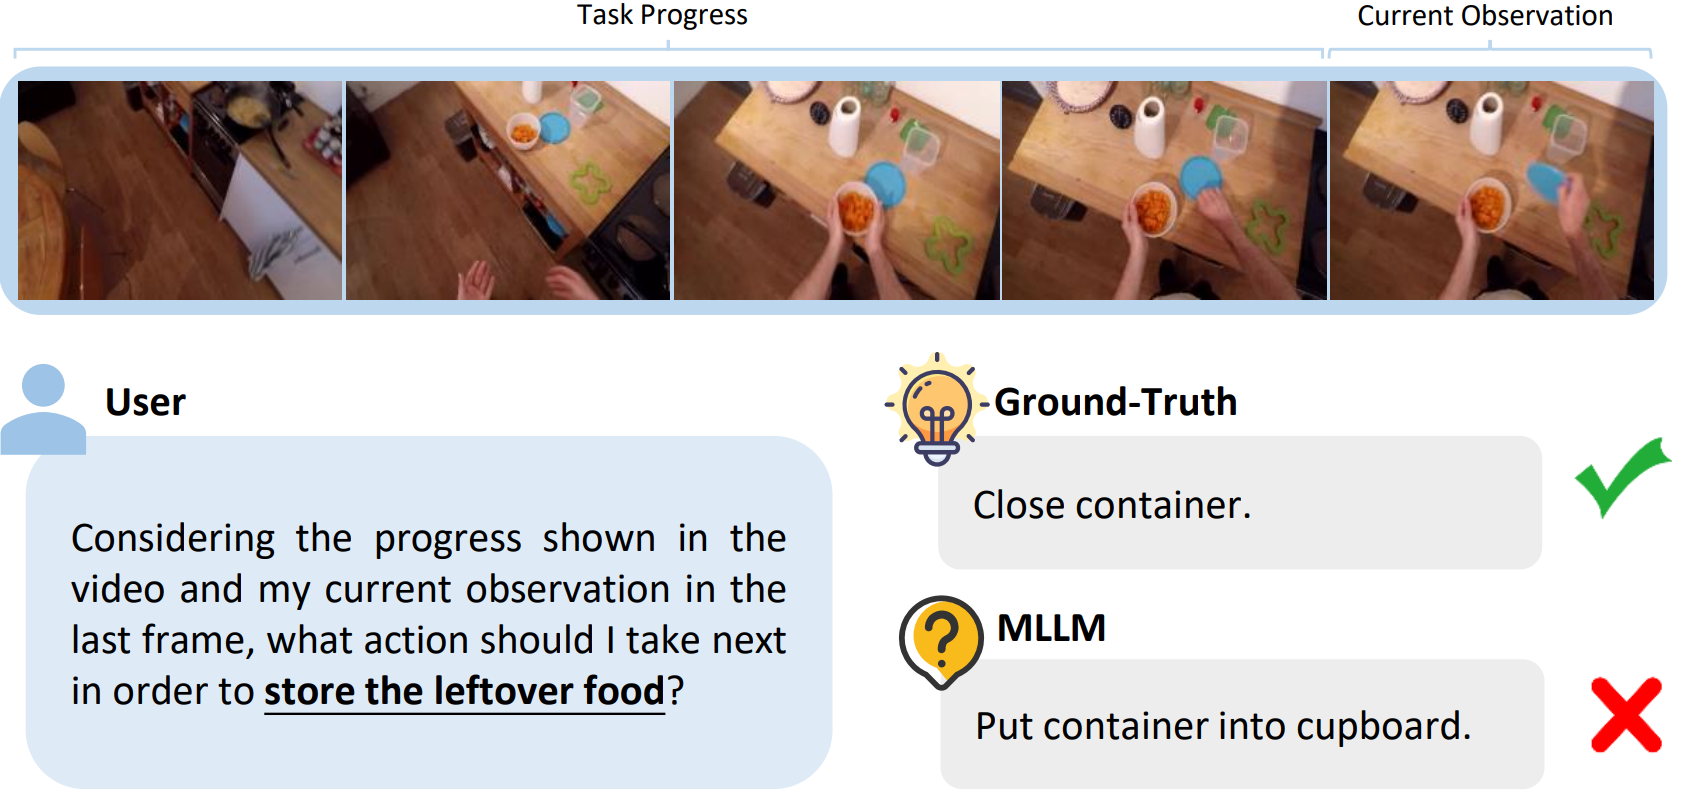 Task Progress
Current Observation
User
Considering the progress shown in the
video and my current observation in the
last frame, what action should I take next
in order to store the leftover food?
Ground-Truth
Close container.
MLLM
Put container into cupboard.